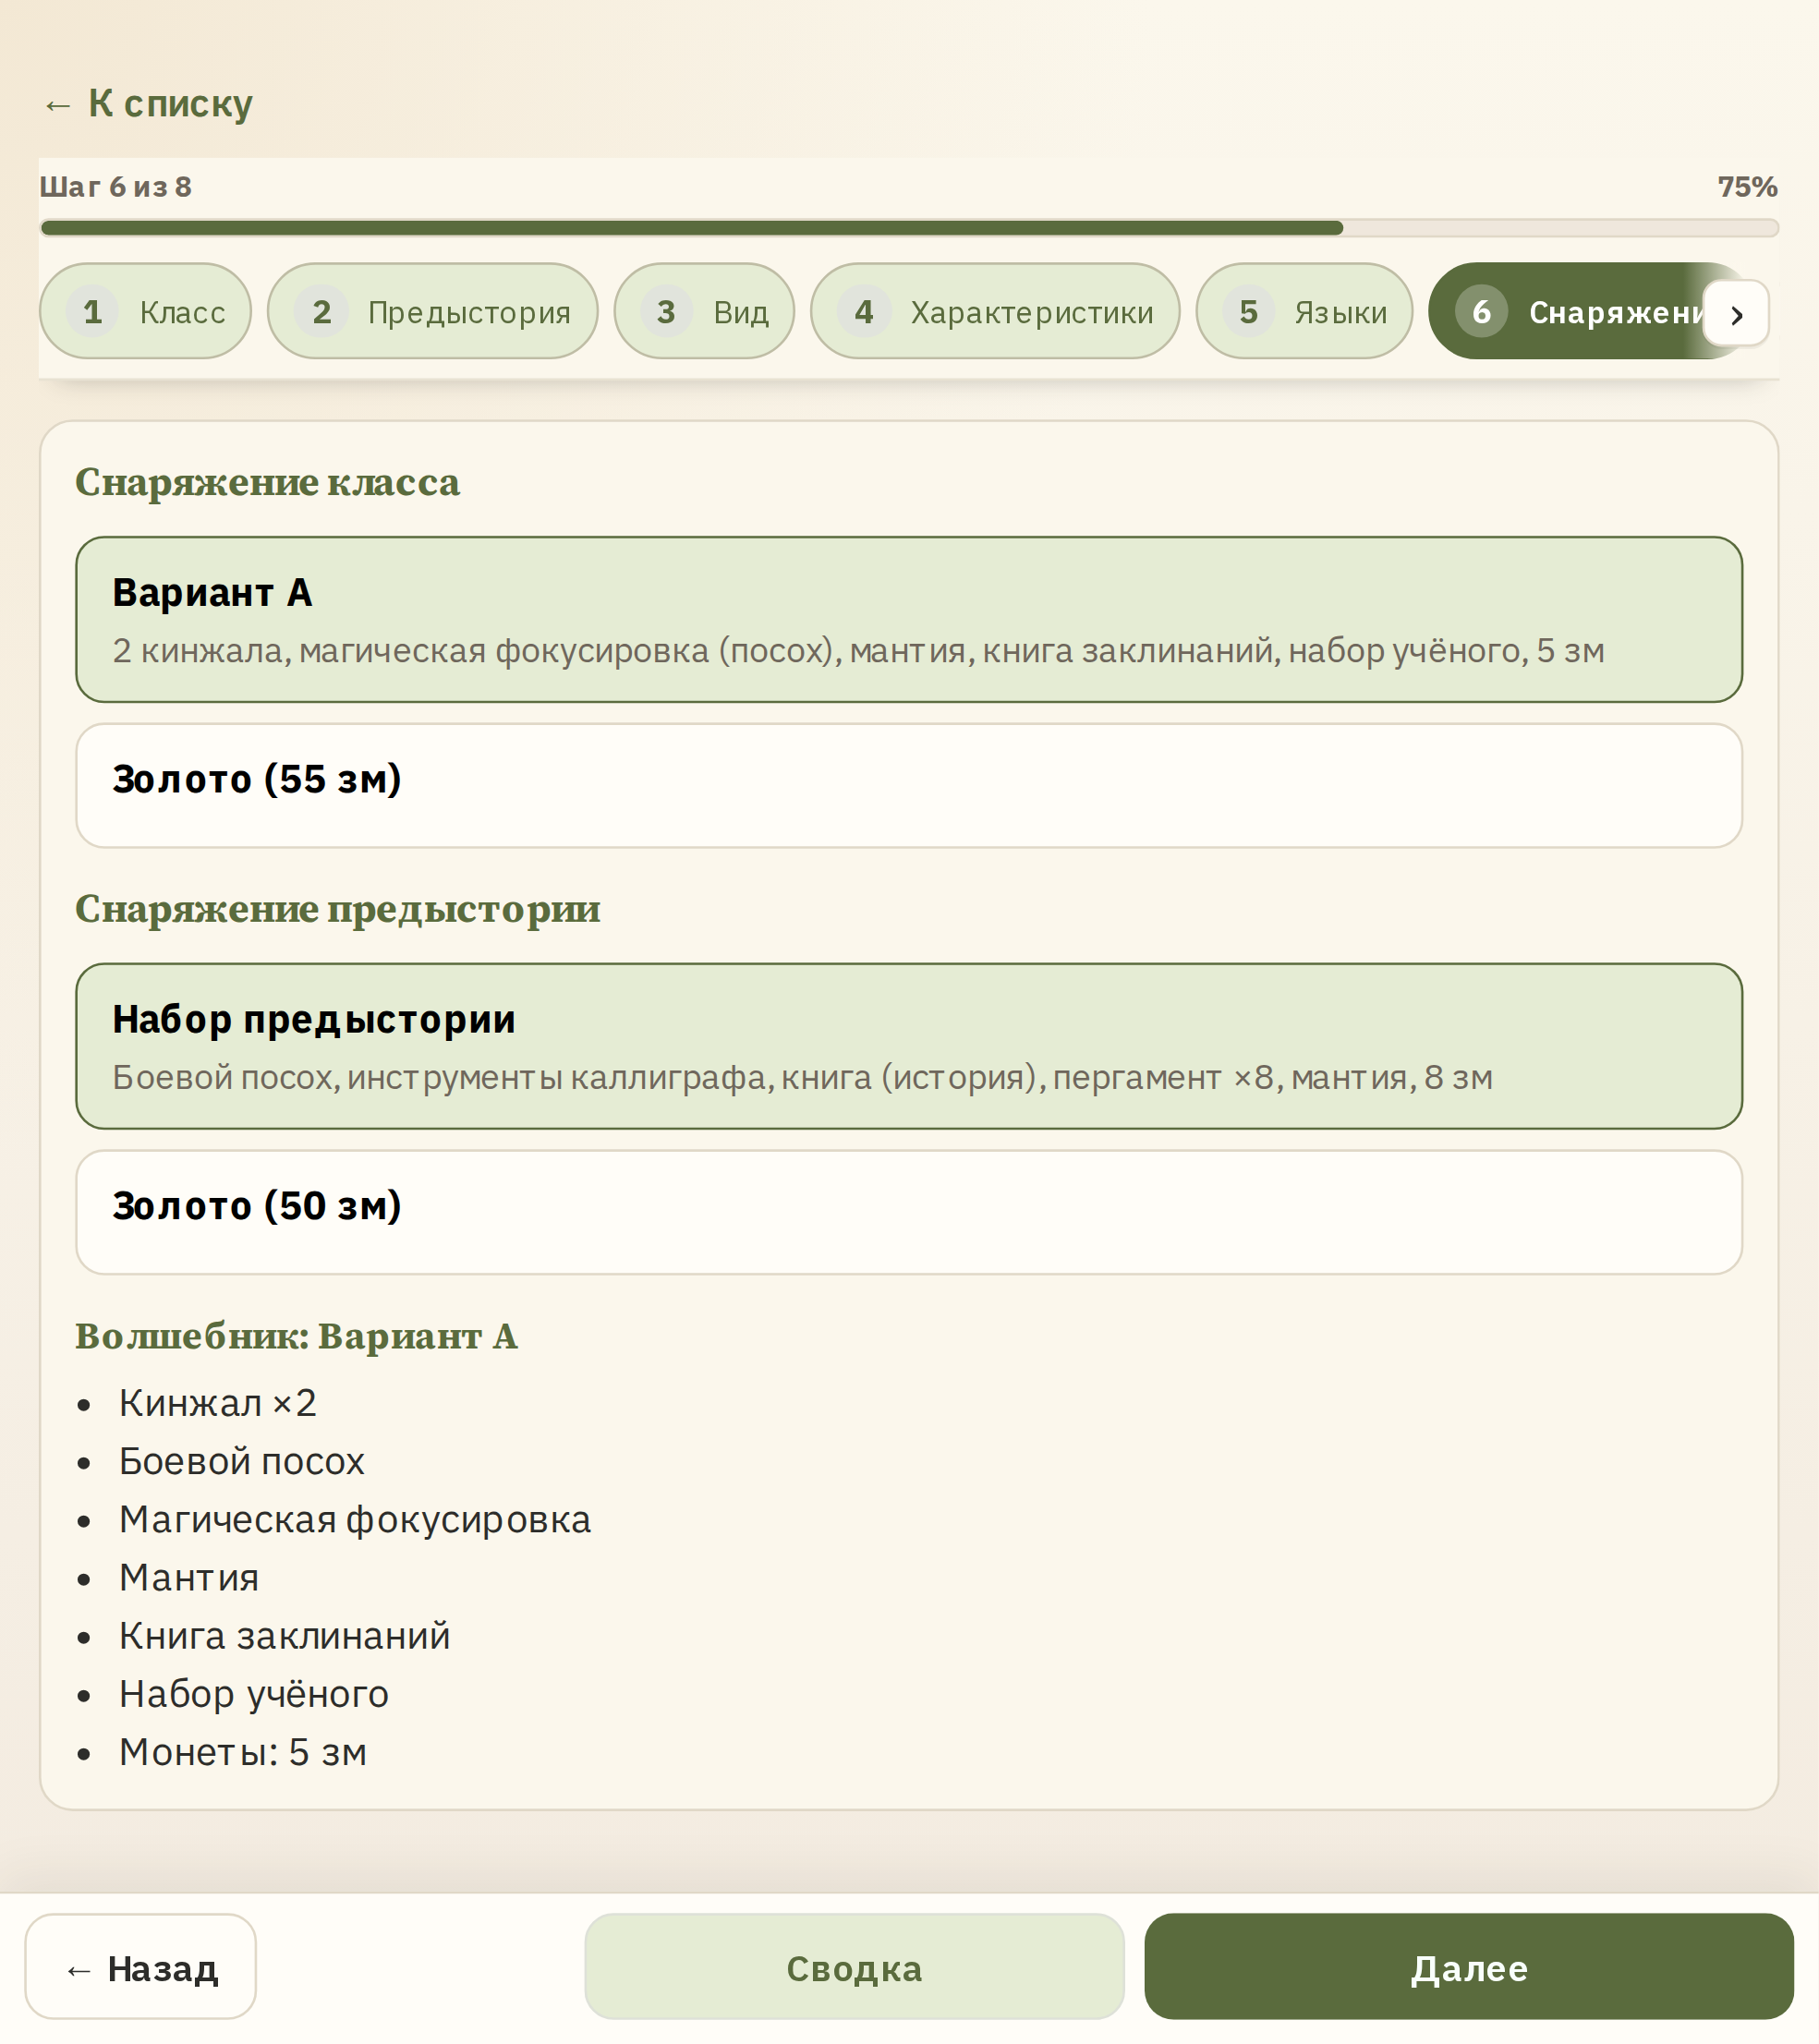 ← К списку
Шаг 6 из 8 75%
1 Класс 2 Предыстория 3 Вид 4 Характеристики 5 Языки 6 Снаряжени ›
Снаряжение класса
Вариант А
2 кинжала, магическая фокусировка (посох), мантия, книга заклинаний, набор учёного, 5 зм
Золото (55 зм)
Снаряжение предыстории
Набор предыстории
Боевой посох, инструменты каллиграфа, книга (история), пергамент ×8, мантия, 8 зм
Золото (50 зм)
Волшебник: Вариант А
• Кинжал ×2
• Боевой посох
• Магическая фокусировка
• Мантия
• Книга заклинаний
• Набор учёного
• Монеты: 5 зм
← Назад Сводка Далее